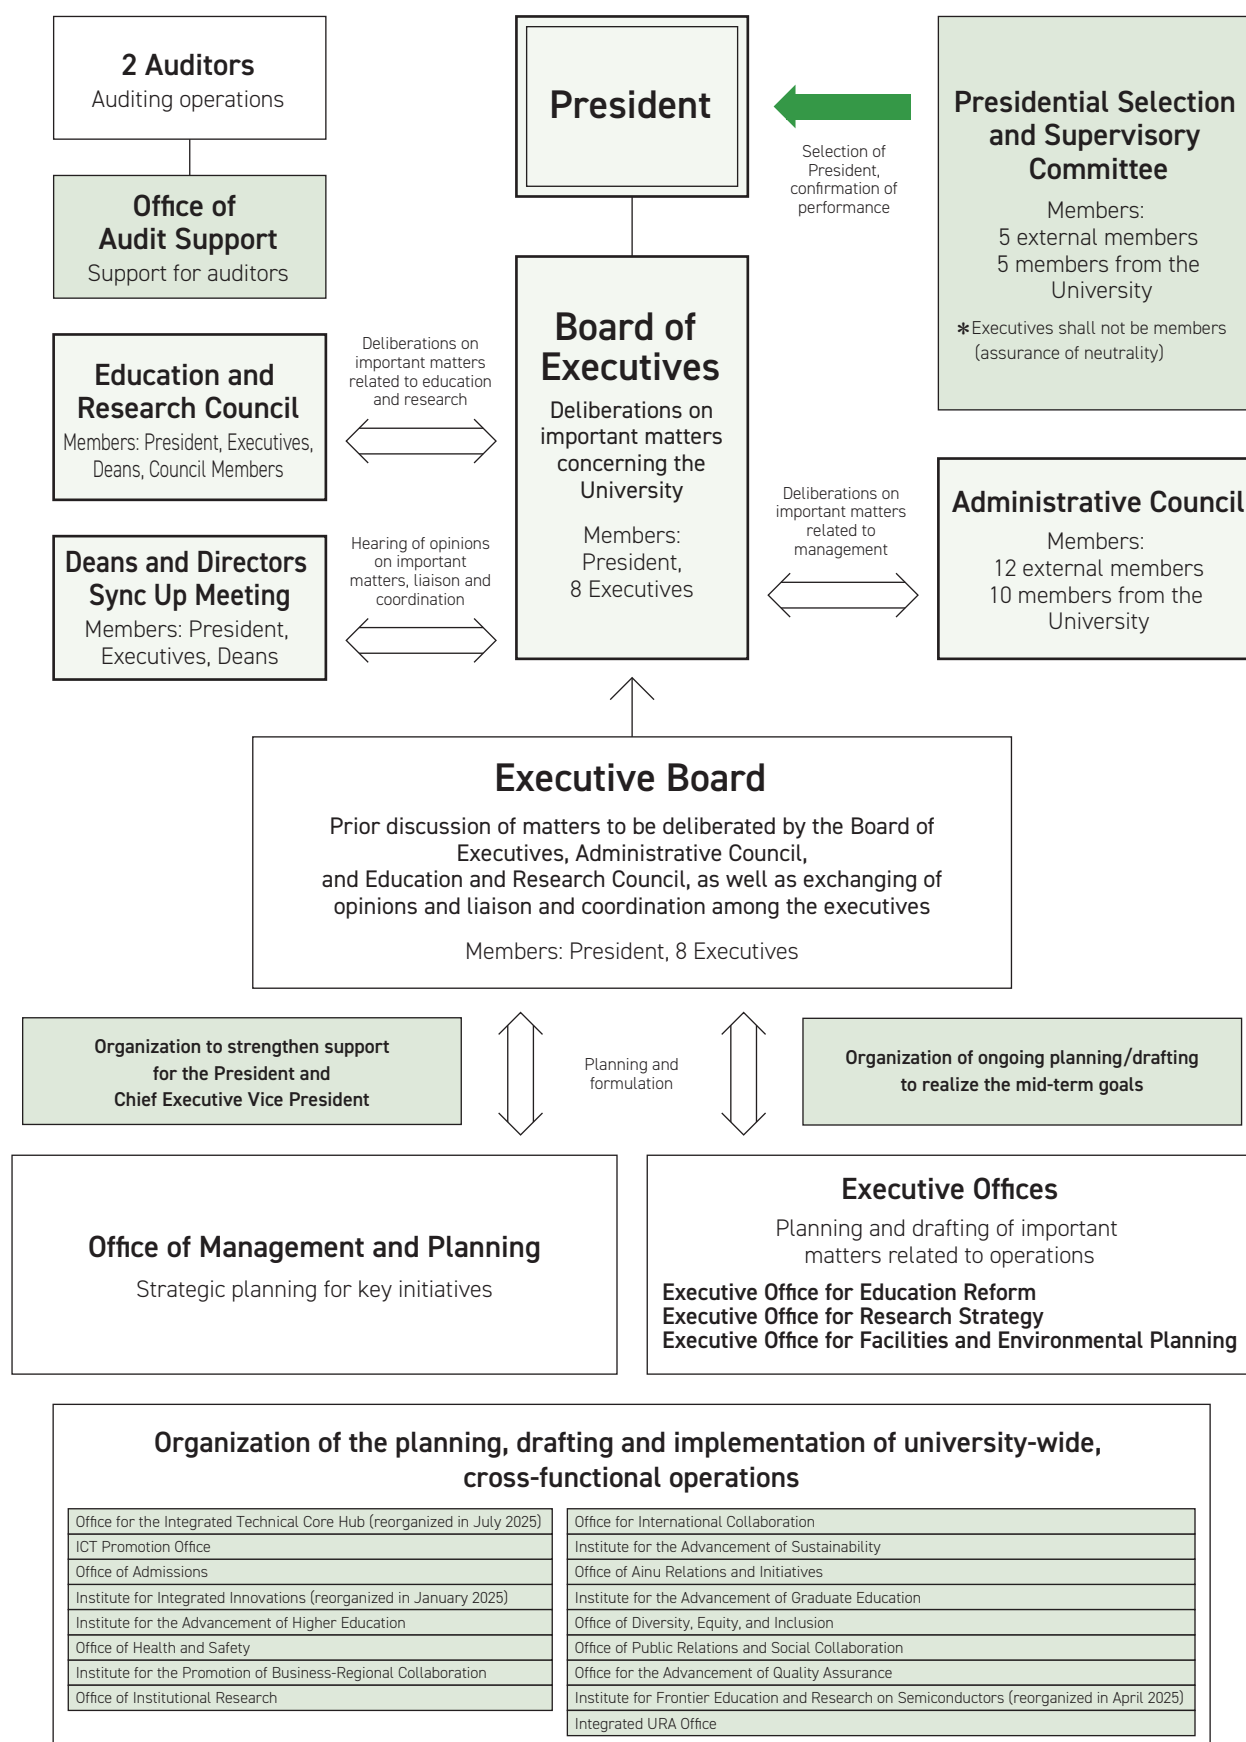 2 Auditors
Auditing operations
Office of
Audit Support
Support for auditors
President
Selection of
President,
confirmation of
performance
Presidential Selection
and Supervisory
Committee
Members:
5 external members
5 members from the
University
*Executives shall not be members
(assurance of neutrality)
Education and
Research Council
Members: President, Executives,
Deans, Council Members
Deliberations on
important matters
related to education
and research
Board of
Executives
Deliberations on
important matters
concerning the
University
Members:
President,
8 Executives
Deans and Directors
Sync Up Meeting
Members: President,
Executives, Deans
Hearing of opinions
on important
matters, liaison and
coordination
Deliberations on
important matters
related to
management
Administrative Council
Members:
12 external members
10 members from the
University
Executive Board
Prior discussion of matters to be deliberated by the Board of
Executives, Administrative Council,
and Education and Research Council, as well as exchanging of
opinions and liaison and coordination among the executives
Members: President, 8 Executives
Organization to strengthen support
for the President and
Chief Executive Vice President
Planning and
formulation
Organization of ongoing planning/drafting
to realize the mid-term goals
Office of Management and Planning
Strategic planning for key initiatives
Executive Offices
Planning and drafting of important
matters related to operations
Executive Office for Education Reform
Executive Office for Research Strategy
Executive Office for Facilities and Environmental Planning
Organization of the planning, drafting and implementation of university-wide,
cross-functional operations
Office for the Integrated Technical Core Hub (reorganized in July 2025)
ICT Promotion Office
Office of Admissions
Institute for Integrated Innovations (reorganized in January 2025)
Institute for the Advancement of Higher Education
Office of Health and Safety
Institute for the Promotion of Business-Regional Collaboration
Office of Institutional Research
Office for International Collaboration
Institute for the Advancement of Sustainability
Office of Ainu Relations and Initiatives
Institute for the Advancement of Graduate Education
Office of Diversity, Equity, and Inclusion
Office of Public Relations and Social Collaboration
Office for the Advancement of Quality Assurance
Institute for Frontier Education and Research on Semiconductors (reorganized in April 2025)
Integrated URA Office